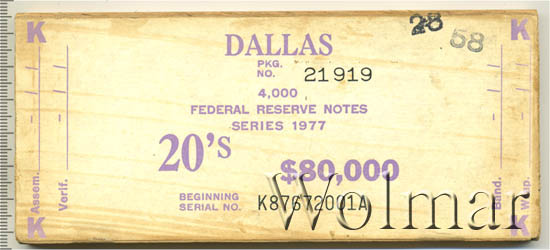 K
DALLAS
28
58
K
PKG.
NO. 21919
4,000
FEDERAL RESERVE NOTES
SERIES 1977
20's
$80,000
BEGINNING
SERIAL NO. K87672001A
Assem.
Verif.
Band.
Wrap.
K
K
Wolmar